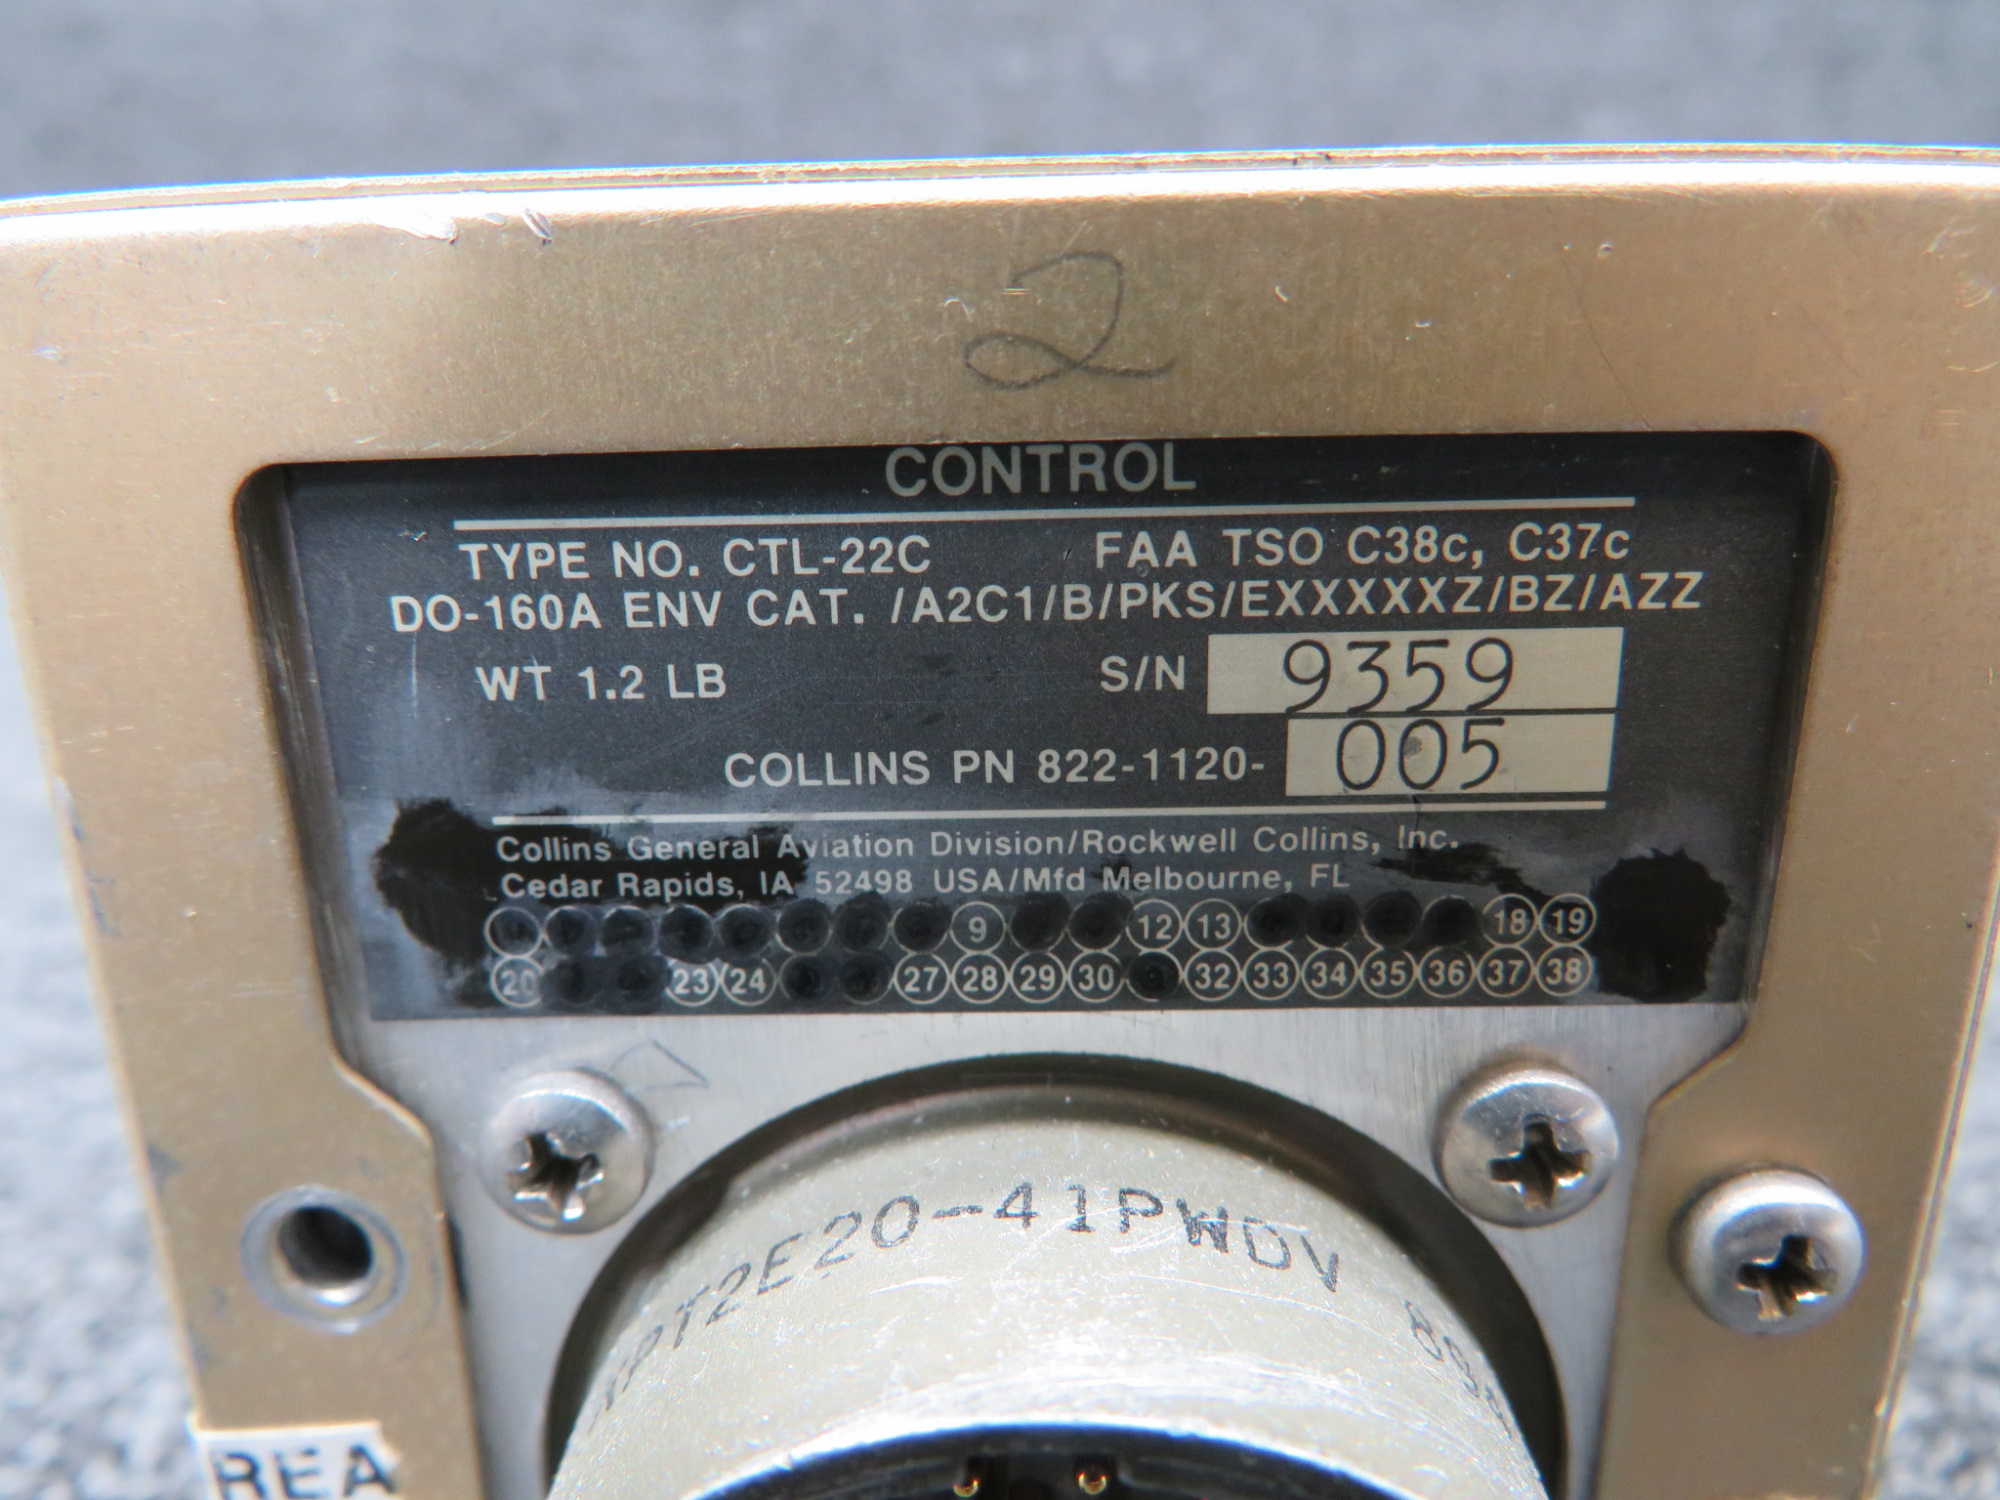 2
CONTROL
TYPE NO. CTL-22C FAA TSO C38c, C37c
DO-160A ENV CAT. /A2C1/B/PKS/EXXXXXZ/BZ/AZZ
WT 1.2 LB S/N 9359
COLLINS PN 822-1120- 005
Collins General Aviation Division/Rockwell Collins, Inc.
Cedar Rapids, IA 52498 USA/Mfd Melbourne, FL
9 12 13 18 19
20 23 24 27 28 29 30 32 33 34 35 36 37 38
PT2E20-41PWDV
REA